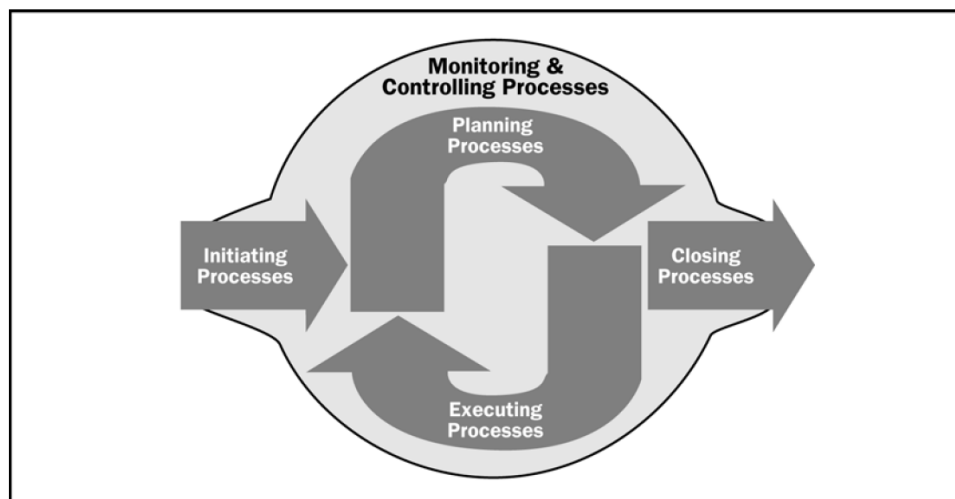 Monitoring &
Controlling Processes
Planning
Processes
Initiating
Processes
Closing
Processes
Executing
Processes